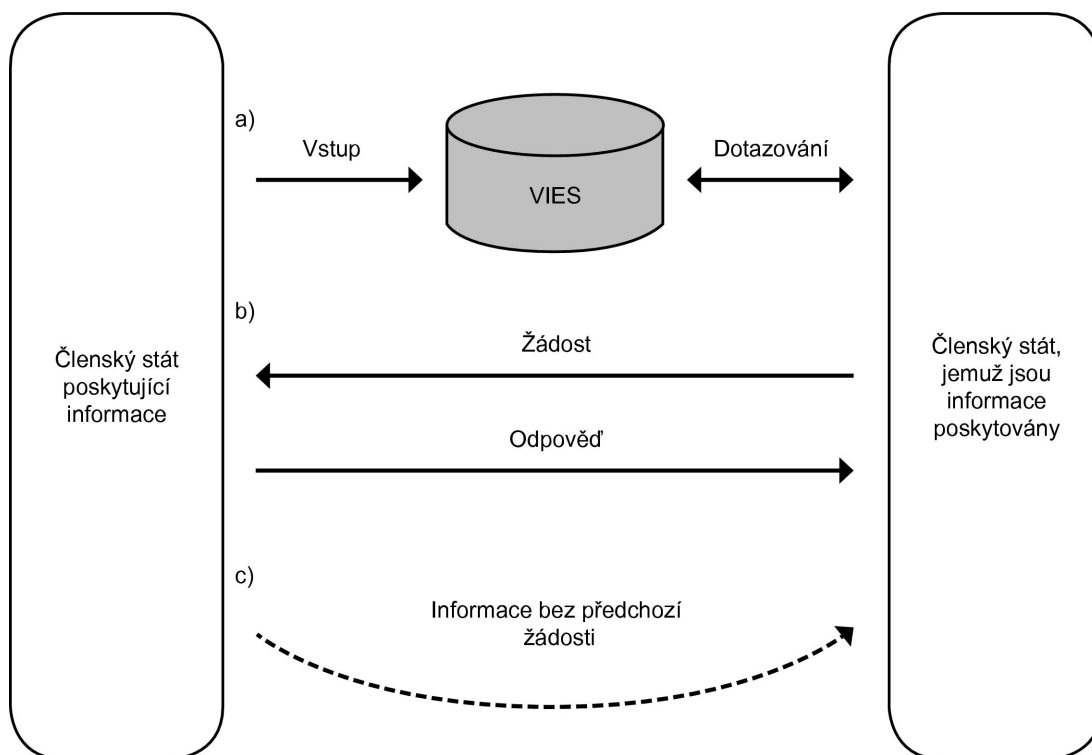 a)
Vstup
VIES
Dotazování
b)
Žádost
Členský stát
poskytující
informace
Členský stát,
jemuž jsou
informace
poskytovány
Odpověď
c)
Informace bez předchozí
žádosti